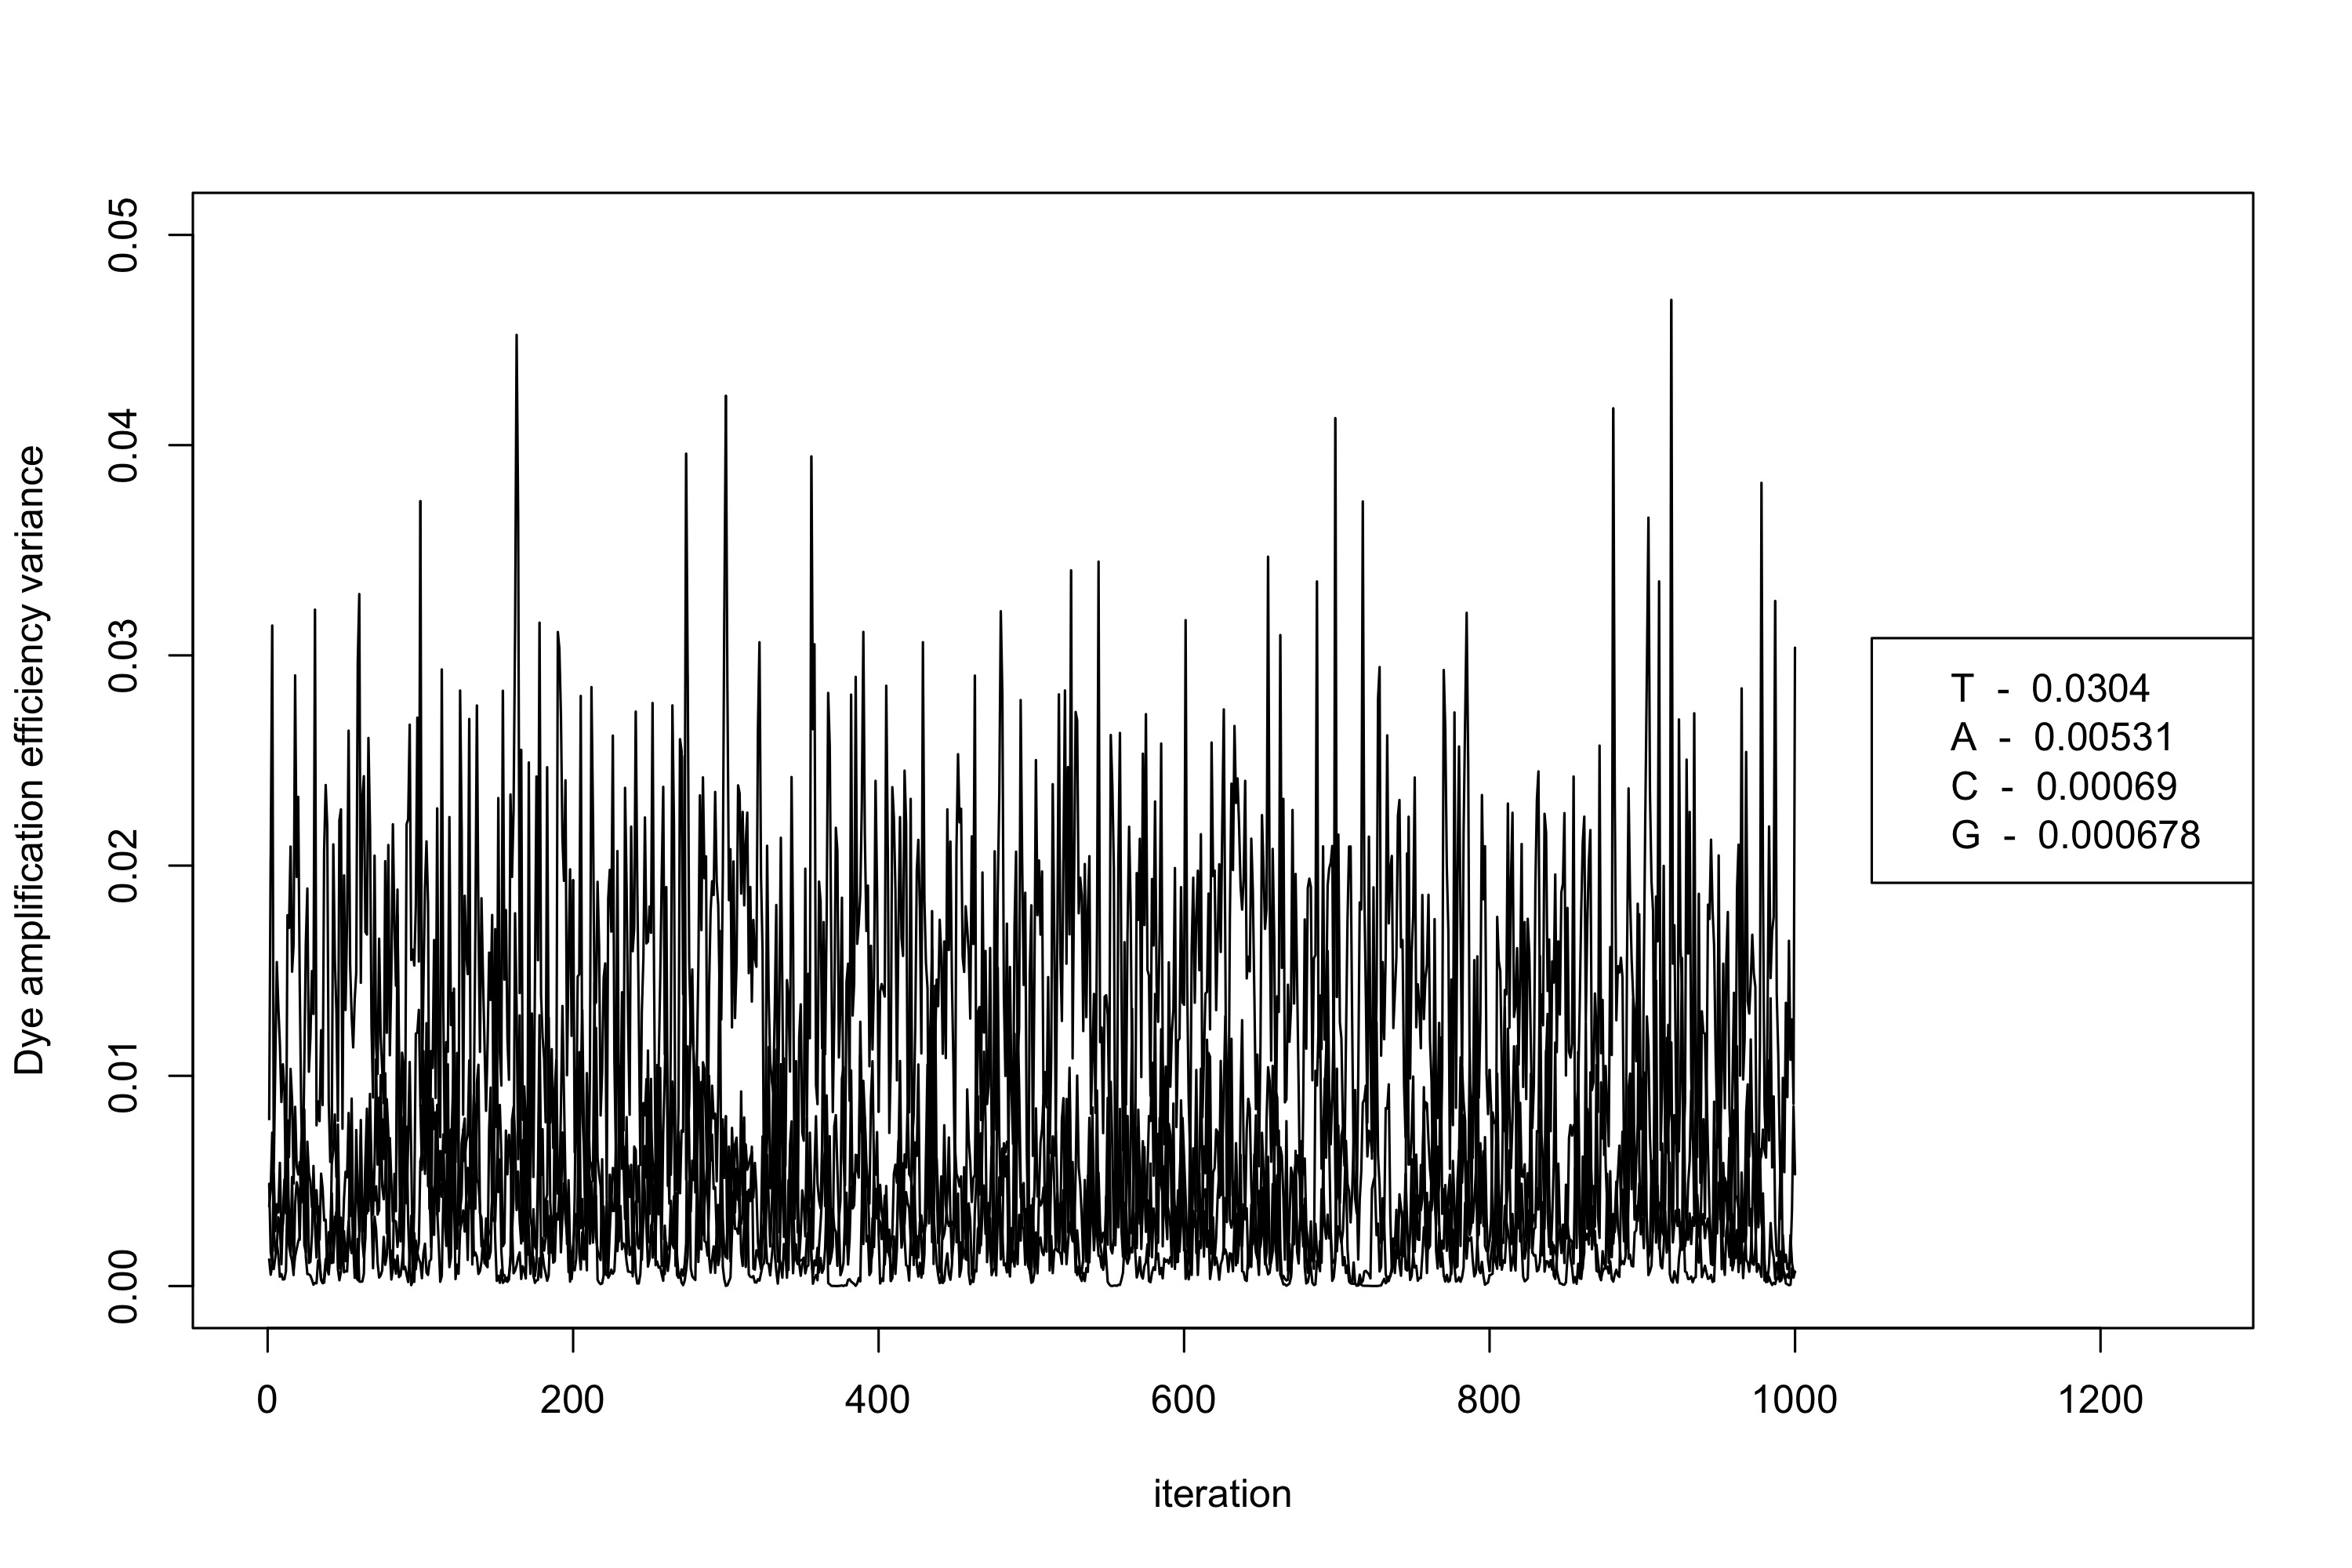 Dye amplification efficiency variance
0.05
0.04
0.03
0.02
0.01
0.00
T - 0.0304
A - 0.00531
C - 0.00069
G - 0.000678
0 200 400 600 800 1000 1200
iteration